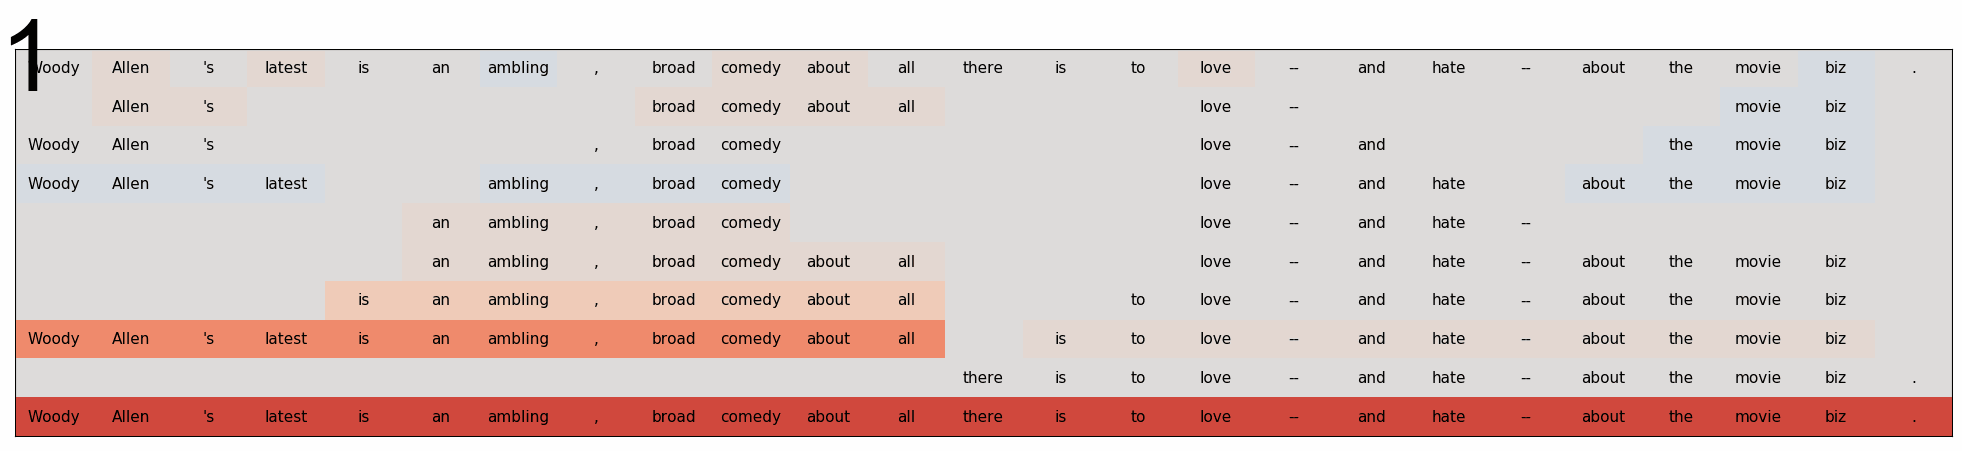 1
Woody Allen 's latest is an ambling , broad comedy about all there is to love -- and hate -- about the movie biz .
Allen 's broad comedy about all love -- movie biz
Woody Allen 's , broad comedy love -- and the movie biz
Woody Allen 's latest ambling , broad comedy love -- and hate about the movie biz
an ambling , broad comedy love -- and hate --
an ambling , broad comedy about all love -- and hate -- about the movie biz
is an ambling , broad comedy about all to love -- and hate -- about the movie biz
Woody Allen 's latest is an ambling , broad comedy about all is to love -- and hate -- about the movie biz
there is to love -- and hate -- about the movie biz .
Woody Allen 's latest is an ambling , broad comedy about all there is to love -- and hate -- about the movie biz .